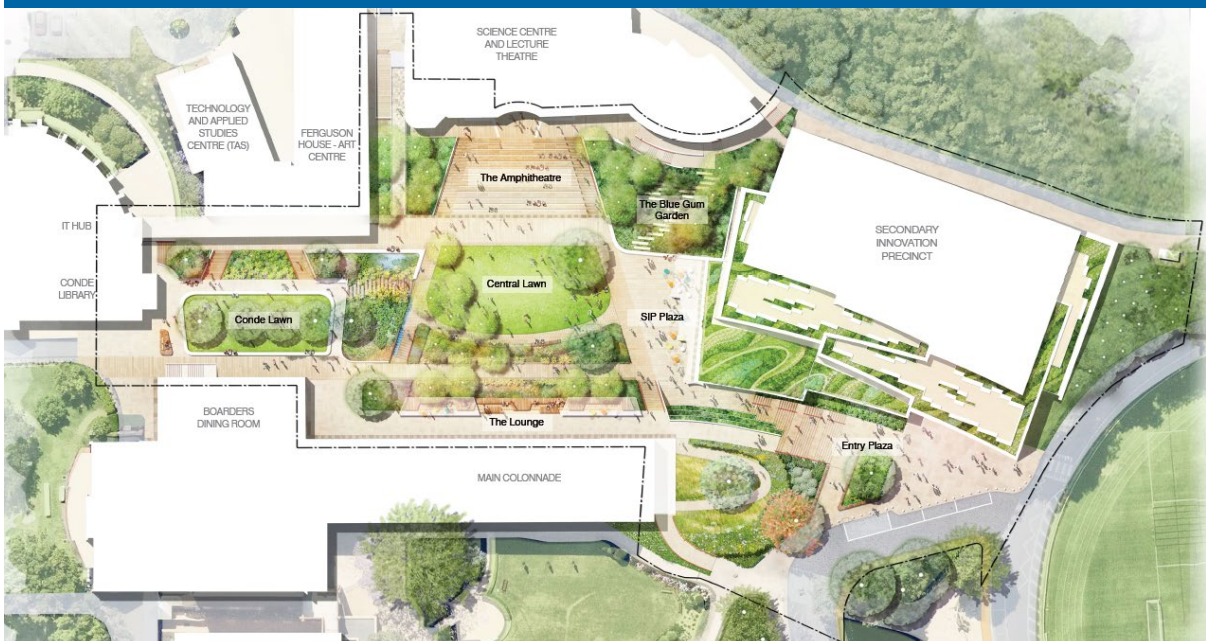 SCIENCE CENTRE
AND LECTURE
THEATRE
TECHNOLOGY
AND APPLIED
STUDIES
CENTRE (TAS)
FERGUSON
HOUSE - ART
CENTRE
The Amphitheatre
The Blue Gum
Garden
IT HUB
SECONDARY
INNOVATION
PRECINCT
CONDE
LIBRARY
Central Lawn
Conde Lawn
SIP Plaza
BOARDERS
DINING ROOM
The Lounge
Entry Plaza
MAIN COLONNADE